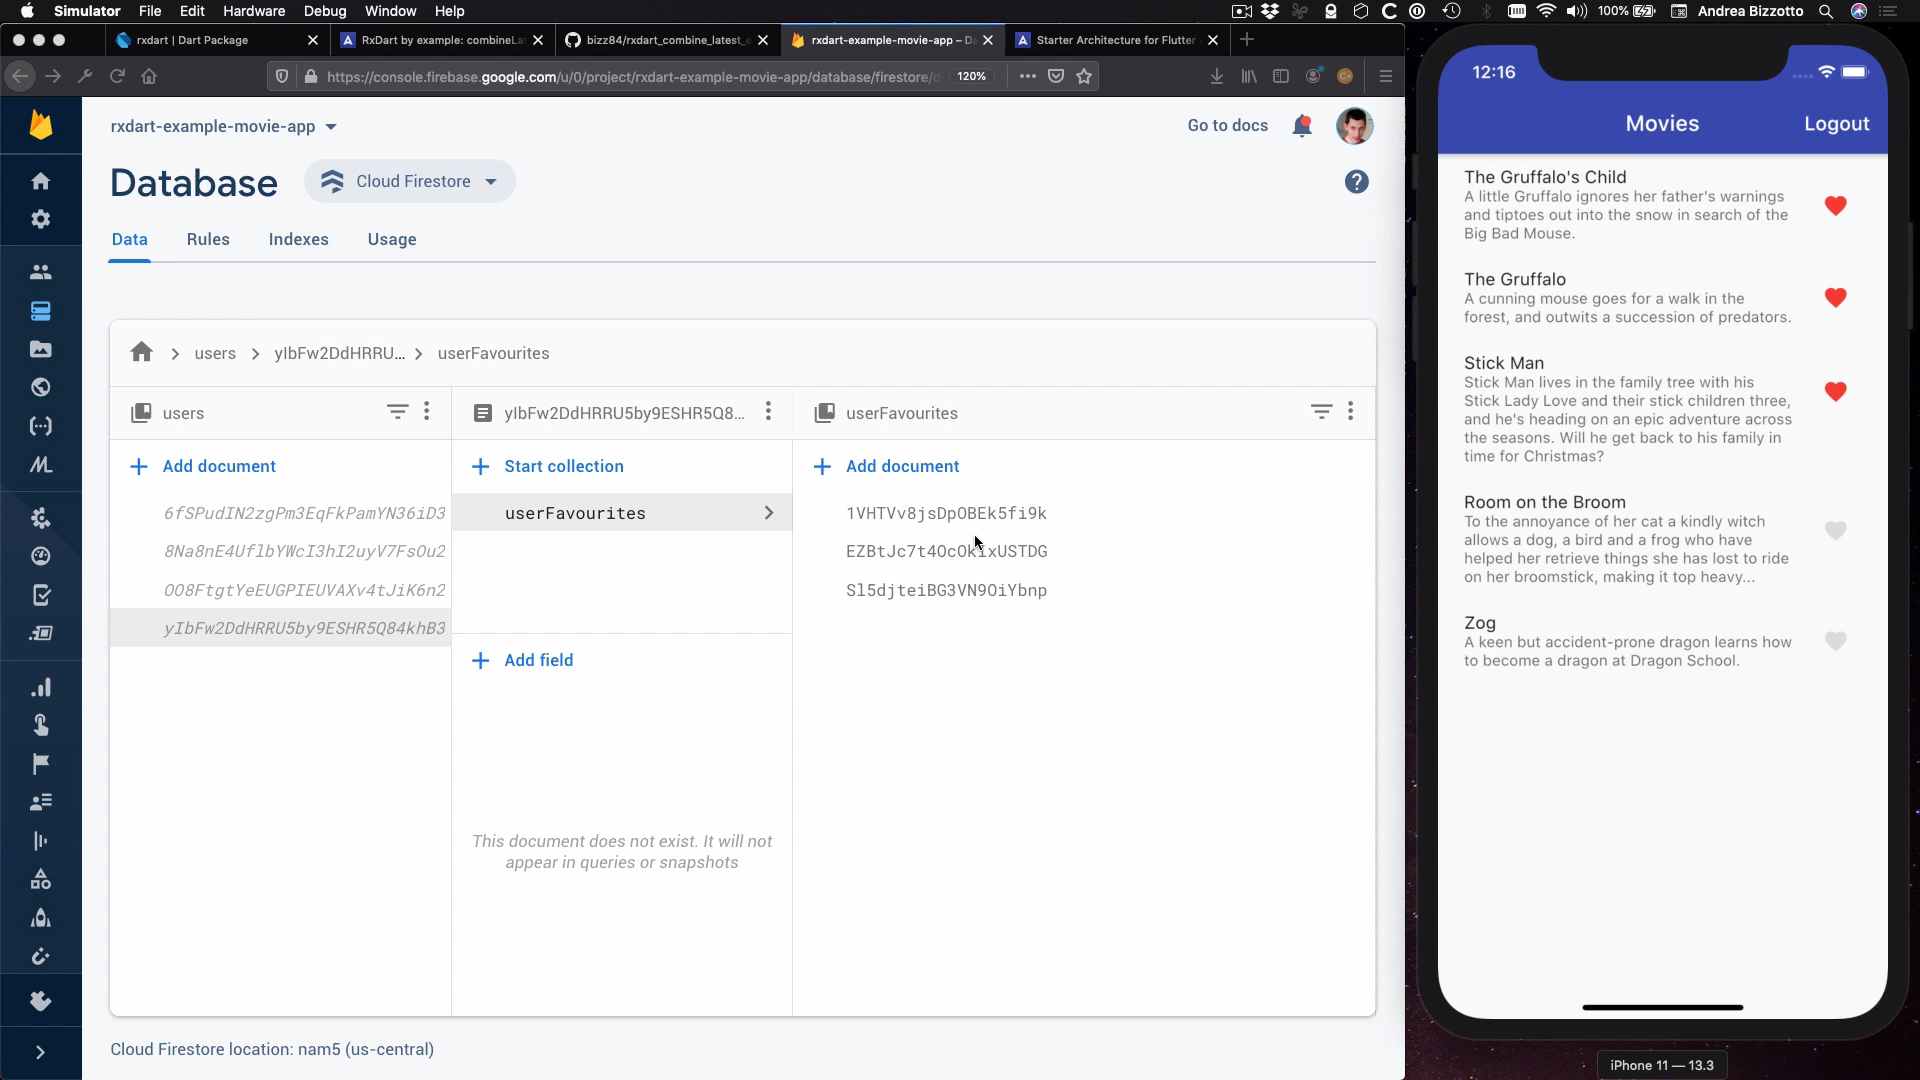 Simulator File Edit Hardware Debug Window Help
100% Andrea Bizzotto
rxdart | Dart Package
RxDart by example: combineLa
bizz84/rxdart_combine_latest_
rxdart-example-movie-app – Da
Starter Architecture for Flutter
https://console.firebase.google.com/u/0/project/rxdart-example-movie-app/database/firestore/d
120%
rxdart-example-movie-app
Go to docs
Database
Cloud Firestore
Data Rules Indexes Usage
users > yIbFw2DdHRRU... > userFavourites
users
yIbFw2DdHRRU5by9ESHR5Q8...
userFavourites
Add document
Start collection
Add document
6fSPudIN2zgPm3EqFkPamYN36iD3
8Na8nE4UflbYWcI3hI2uyV7FsOu2
OO8FtgtYeEUGPIEUVAXv4tJiK6n2
yIbFw2DdHRRU5by9ESHR5Q84khB3
userFavourites
Add field
This document does not exist. It will not
appear in queries or snapshots
1VHTVv8jsDpOBEk5fi9k
Sl5djteiBG3VN9OiYbnp
Cloud Firestore location: nam5 (us-central)
12:16
Movies
Logout
The Gruffalo's Child
A little Gruffalo ignores her father's warnings
and tiptoes out into the snow in search of the
Big Bad Mouse.
The Gruffalo
A cunning mouse goes for a walk in the
forest, and outwits a succession of predators.
Stick Man
Stick Man lives in the family tree with his
Stick Lady Love and their stick children three,
and he's heading on an epic adventure across
the seasons. Will he get back to his family in
time for Christmas?
Room on the Broom
To the annoyance of her cat a kindly witch
allows a dog, a bird and a frog who have
helped her retrieve things she has lost to ride
on her broomstick, making it top heavy...
Zog
A keen but accident-prone dragon learns how
to become a dragon at Dragon School.
iPhone 11 — 13.3